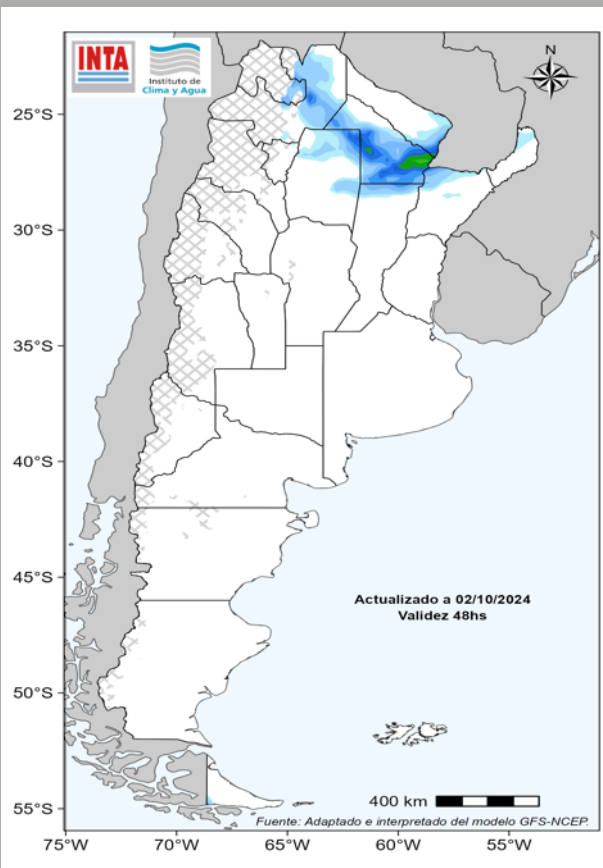 INTA
Instituto de
Clima y Agua
N
25°S
30°S
35°S
40°S
45°S
50°S
55°S
Actualizado a 02/10/2024
Validez 48hs
400 km
Fuente: Adaptado e interpretado del modelo GFS-NCEP.
75°W
70°W
65°W
60°W
55°W